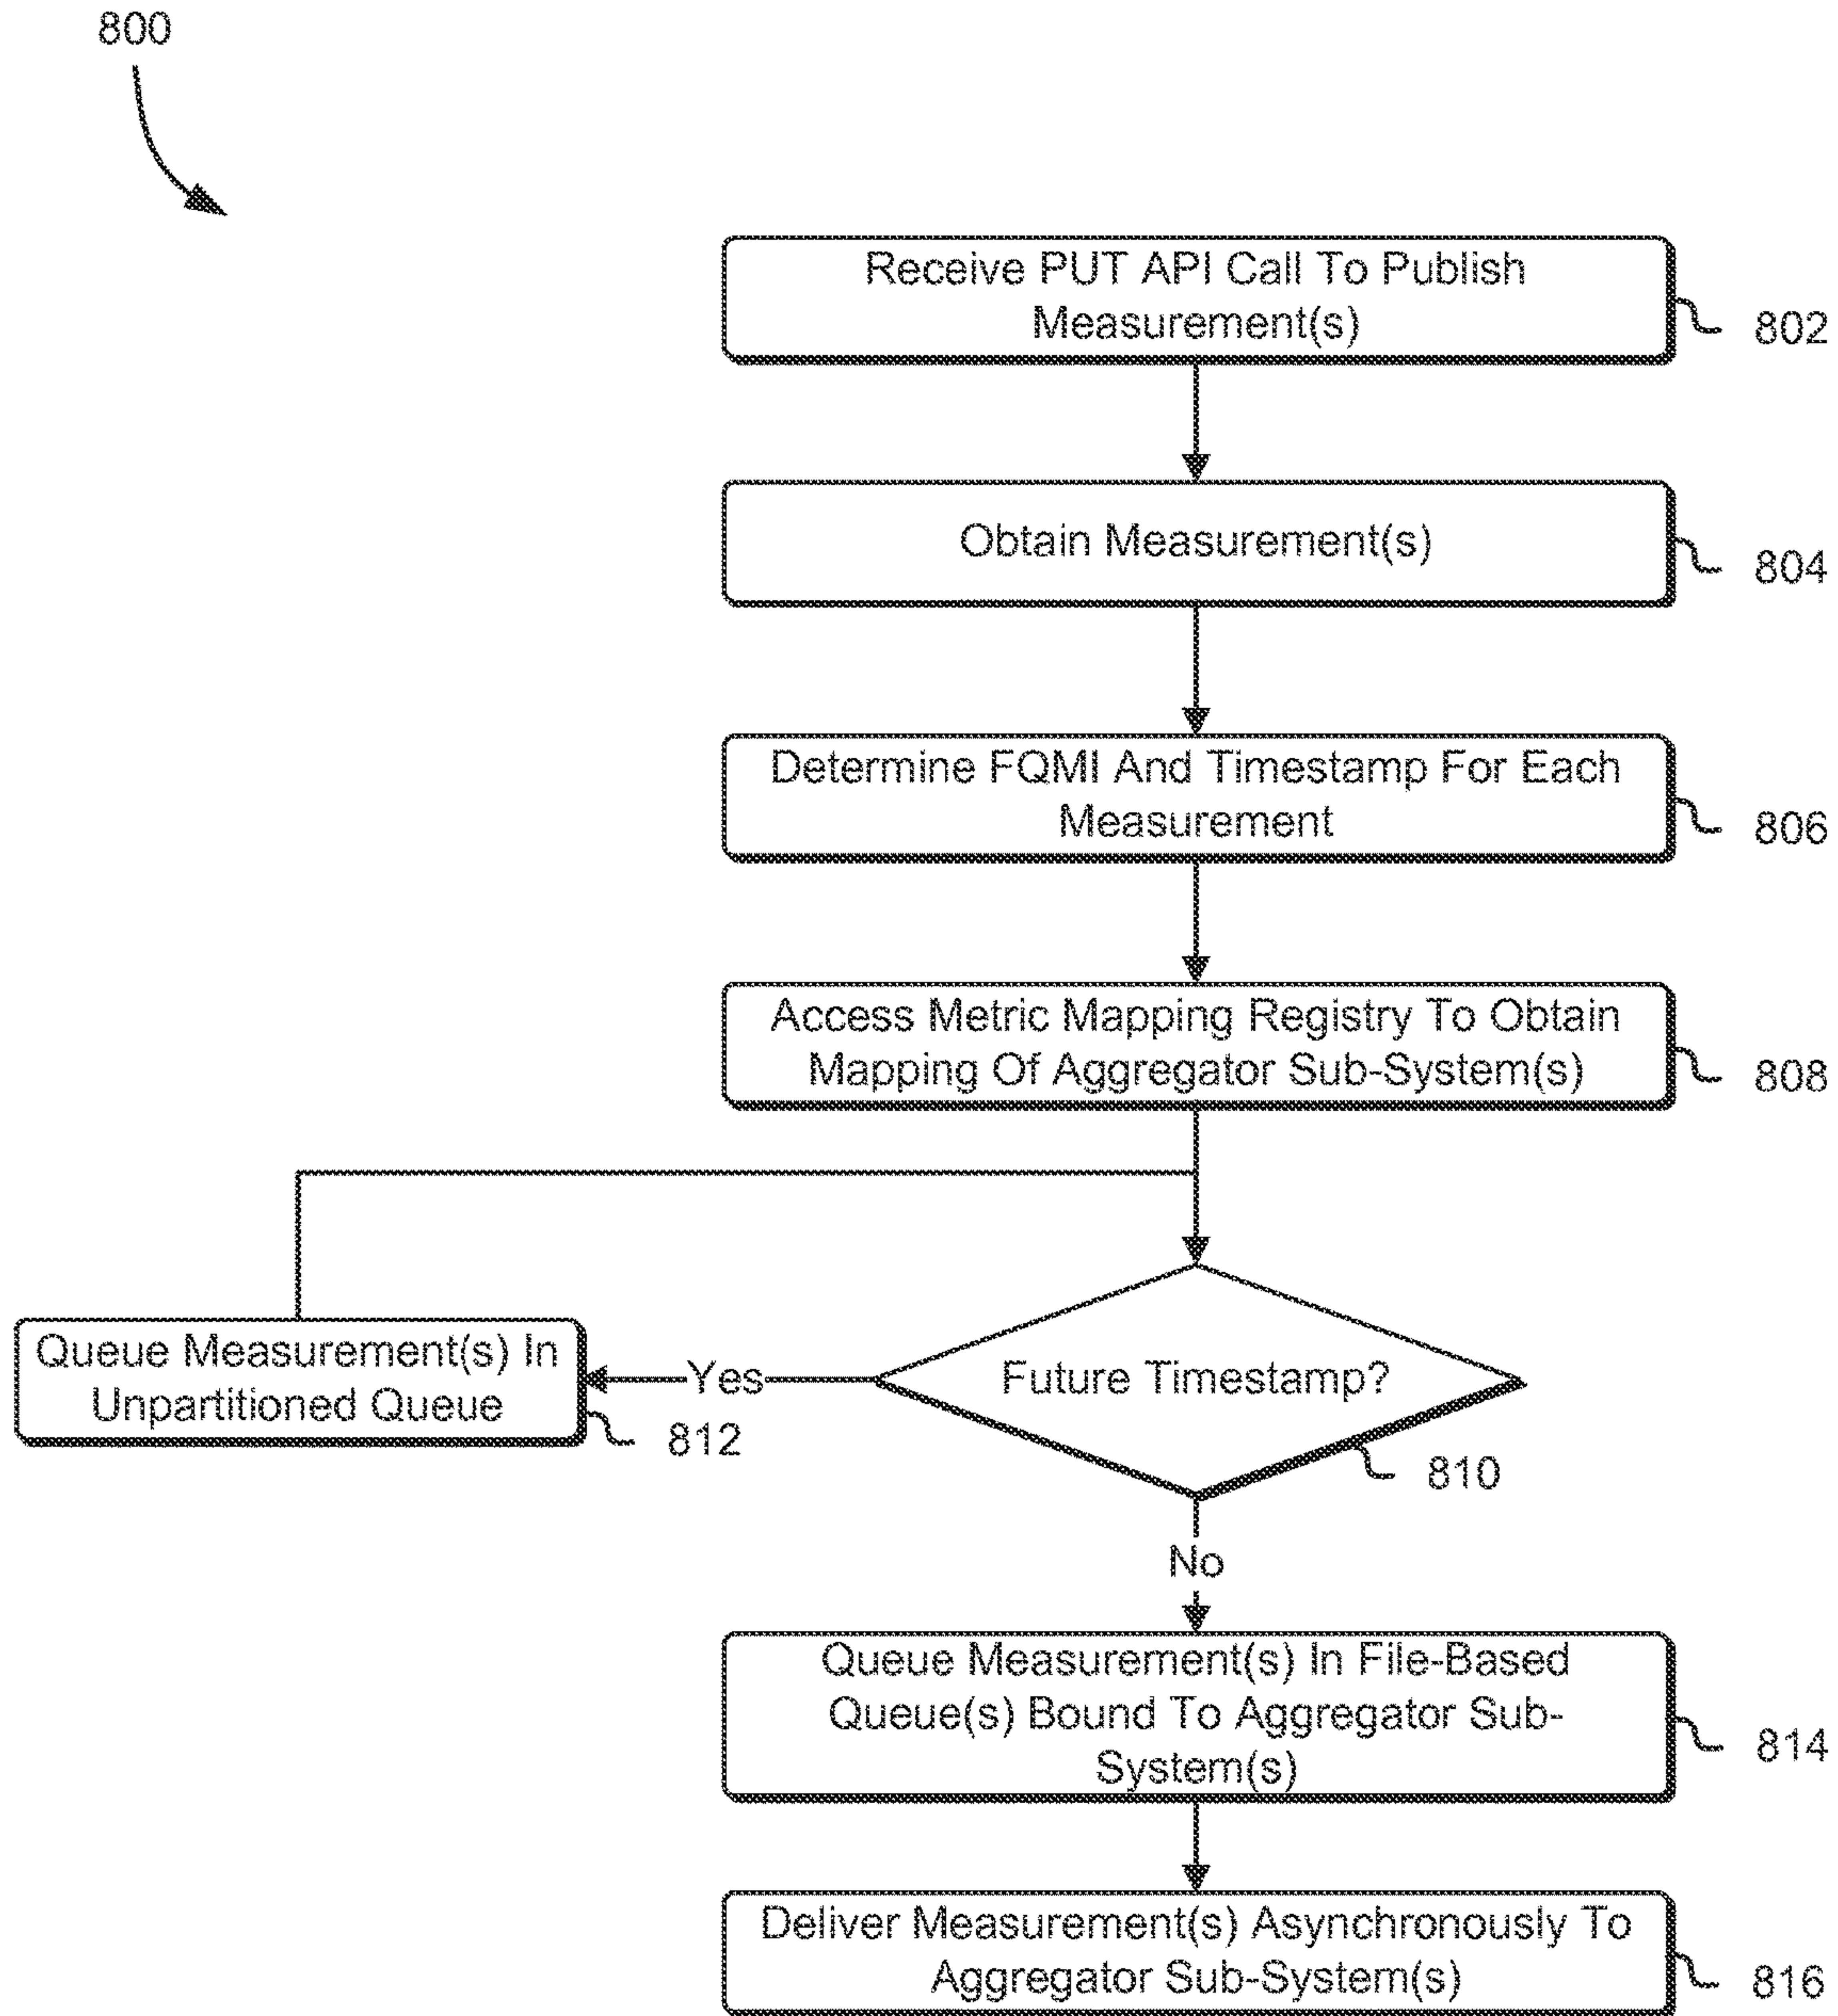 800
Receive PUT API Call To Publish
Measurement(s)
802
Obtain Measurement(s)
804
Determine FQMI And Timestamp For Each
Measurement
806
Access Metric Mapping Registry To Obtain
Mapping Of Aggregator Sub-System(s)
808
Queue Measurement(s) In
Unpartitioned Queue
812
Yes
Future Timestamp?
810
No
Queue Measurement(s) In File-Based
Queue(s) Bound To Aggregator Sub-
System(s)
814
Deliver Measurement(s) Asynchronously To
Aggregator Sub-System(s)
816